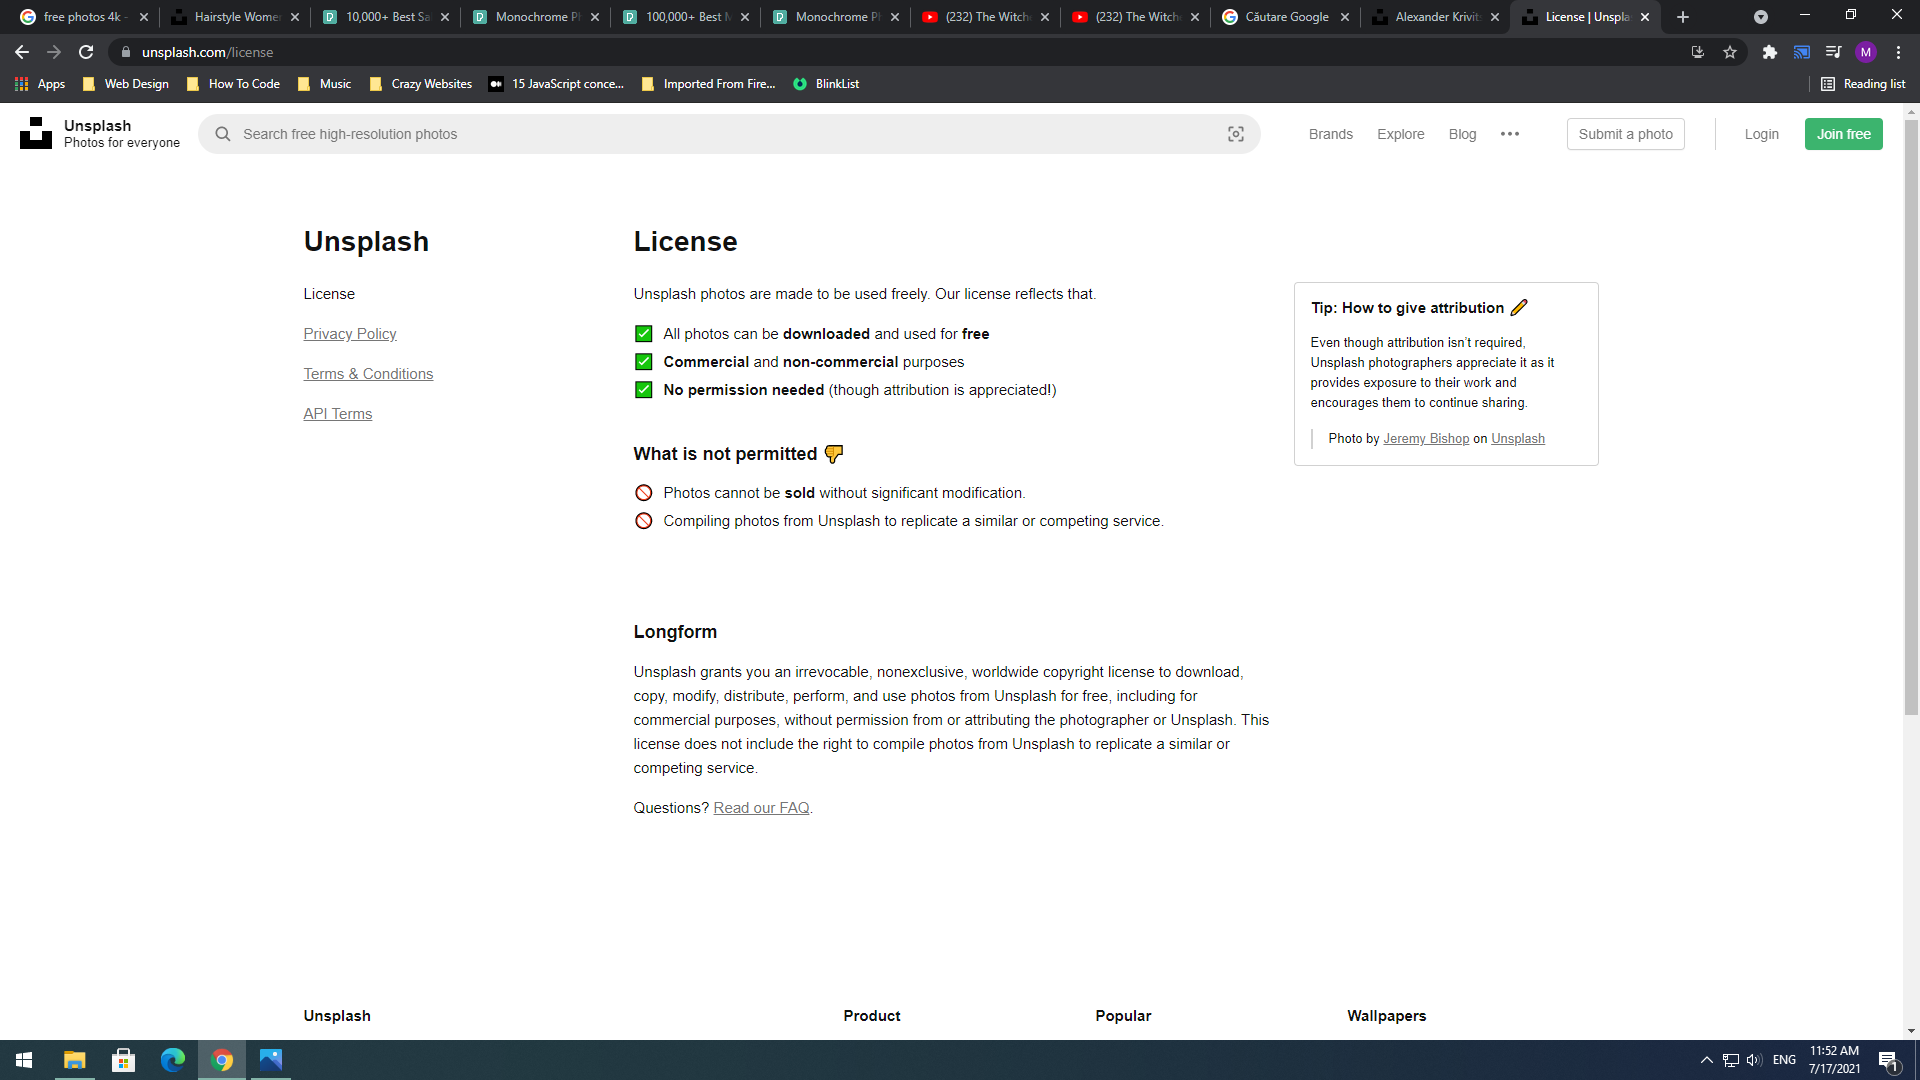 free photos 4k -
Hairstyle Wome
10,000+ Best Sa
Monochrome P
100,000+ Best M
Monochrome P
(232) The Witch
(232) The Witch
Căutare Google
Alexander Krivit
License | Unspla
unsplash.com/license
M
Apps
Web Design
How To Code
Music
Crazy Websites
15 JavaScript conce...
Imported From Fire...
BlinkList
Reading list
Unsplash
Photos for everyone
Search free high-resolution photos
Brands
Explore
Blog
Submit a photo
Login
Join free
Unsplash
License
Privacy Policy
Terms & Conditions
API Terms
License
Unsplash photos are made to be used freely. Our license reflects that.
All photos can be downloaded and used for free
Commercial and non-commercial purposes
No permission needed (though attribution is appreciated!)
What is not permitted
Photos cannot be sold without significant modification.
Compiling photos from Unsplash to replicate a similar or competing service.
Longform
Unsplash grants you an irrevocable, nonexclusive, worldwide copyright license to download,
copy, modify, distribute, perform, and use photos from Unsplash for free, including for
commercial purposes, without permission from or attributing the photographer or Unsplash. This
license does not include the right to compile photos from Unsplash to replicate a similar or
competing service.
Questions? Read our FAQ.
Tip: How to give attribution
Even though attribution isn't required,
Unsplash photographers appreciate it as it
provides exposure to their work and
encourages them to continue sharing.
Photo by Jeremy Bishop on Unsplash
Unsplash
Product
Popular
Wallpapers
ENG
11:52 AM
7/17/2021
1